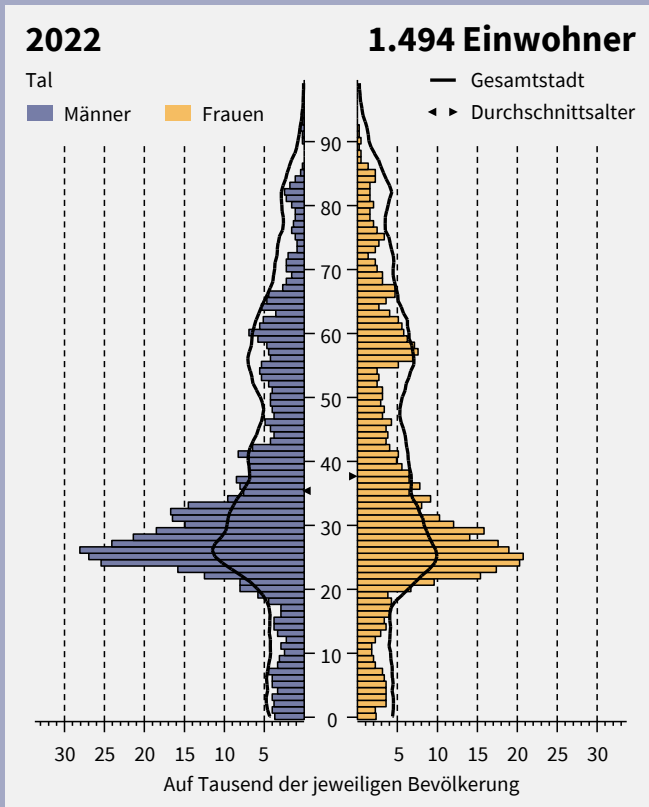 2022 1.494 Einwohner
Tal Gesamtstadt
Männer Frauen Durchschnittsalter
90
80
70
60
50
40
30
20
10
0
30 25 20 15 10 5 5 10 15 20 25 30
Auf Tausend der jeweiligen Bevölkerung